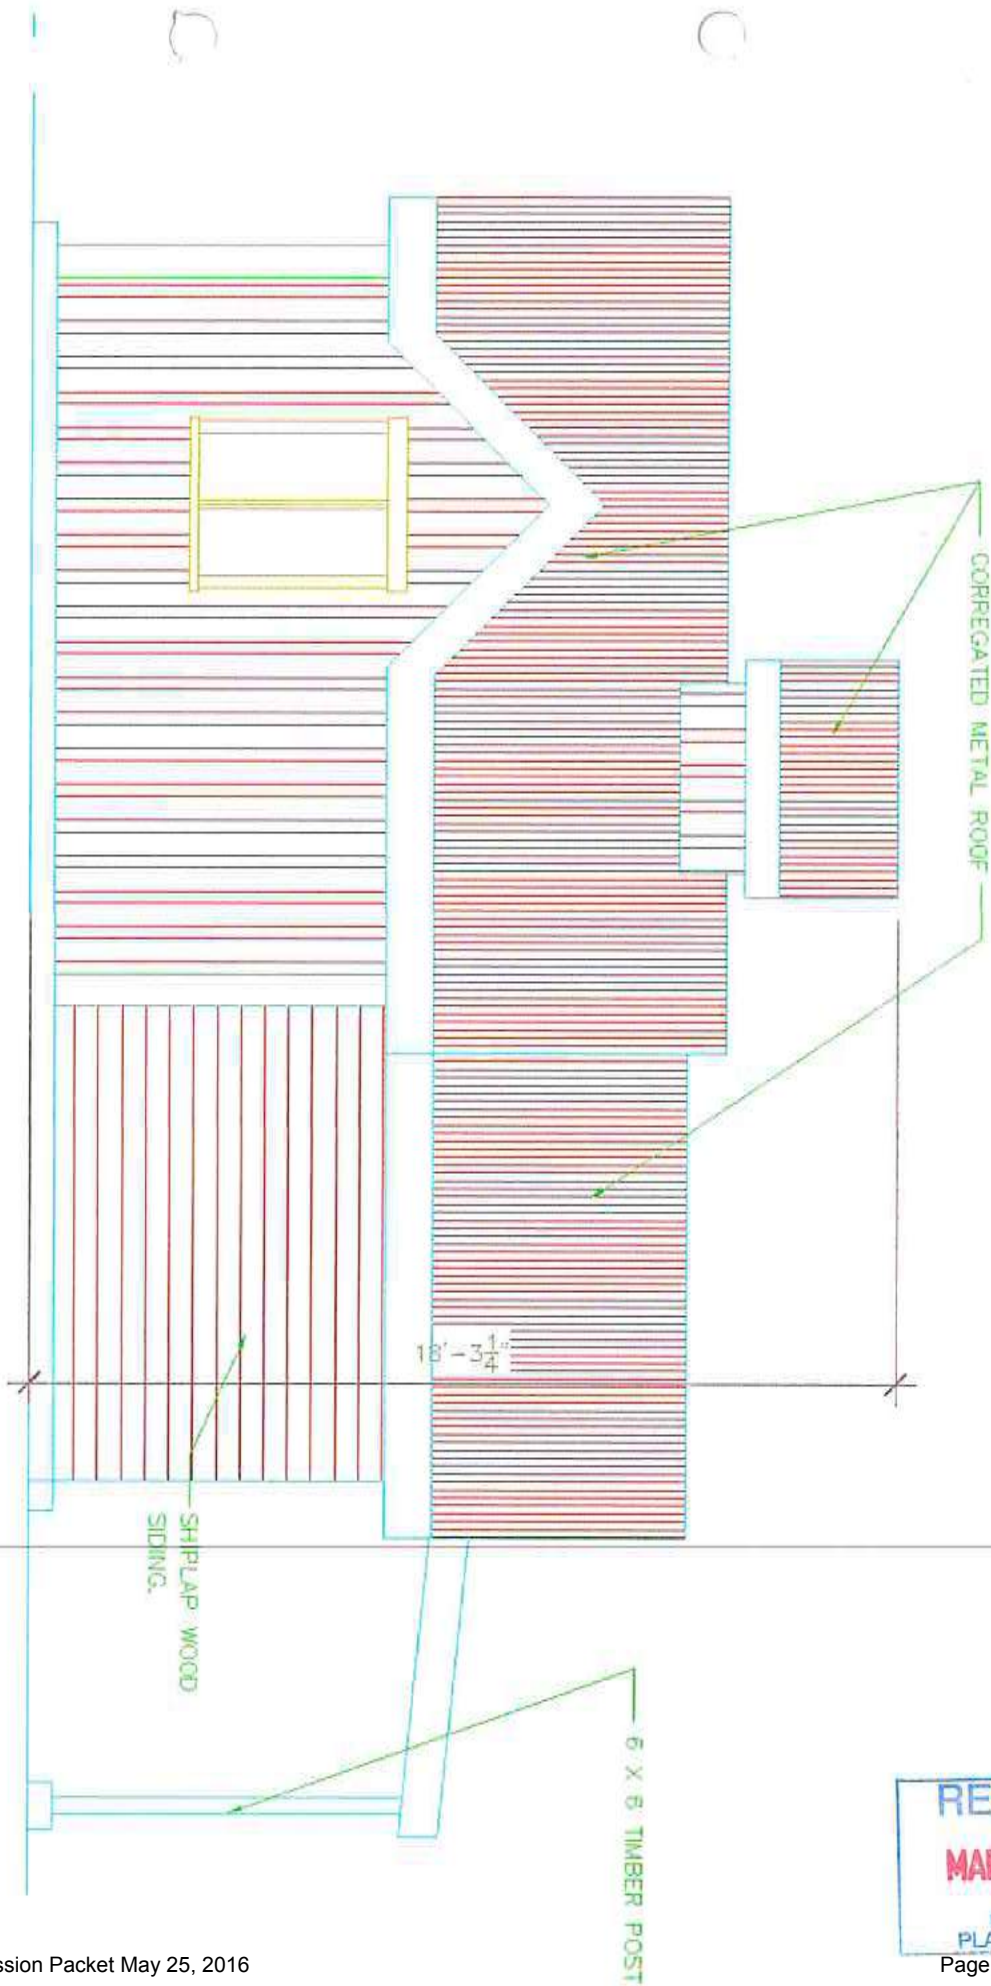 CORREGATED METAL ROOF
18'-3 1/4"
SHIPLAP WOOD
SIDING.
6 X 6 TIMBER POST
RE
MA
PLA
ssion Packet May 25, 2016
Page